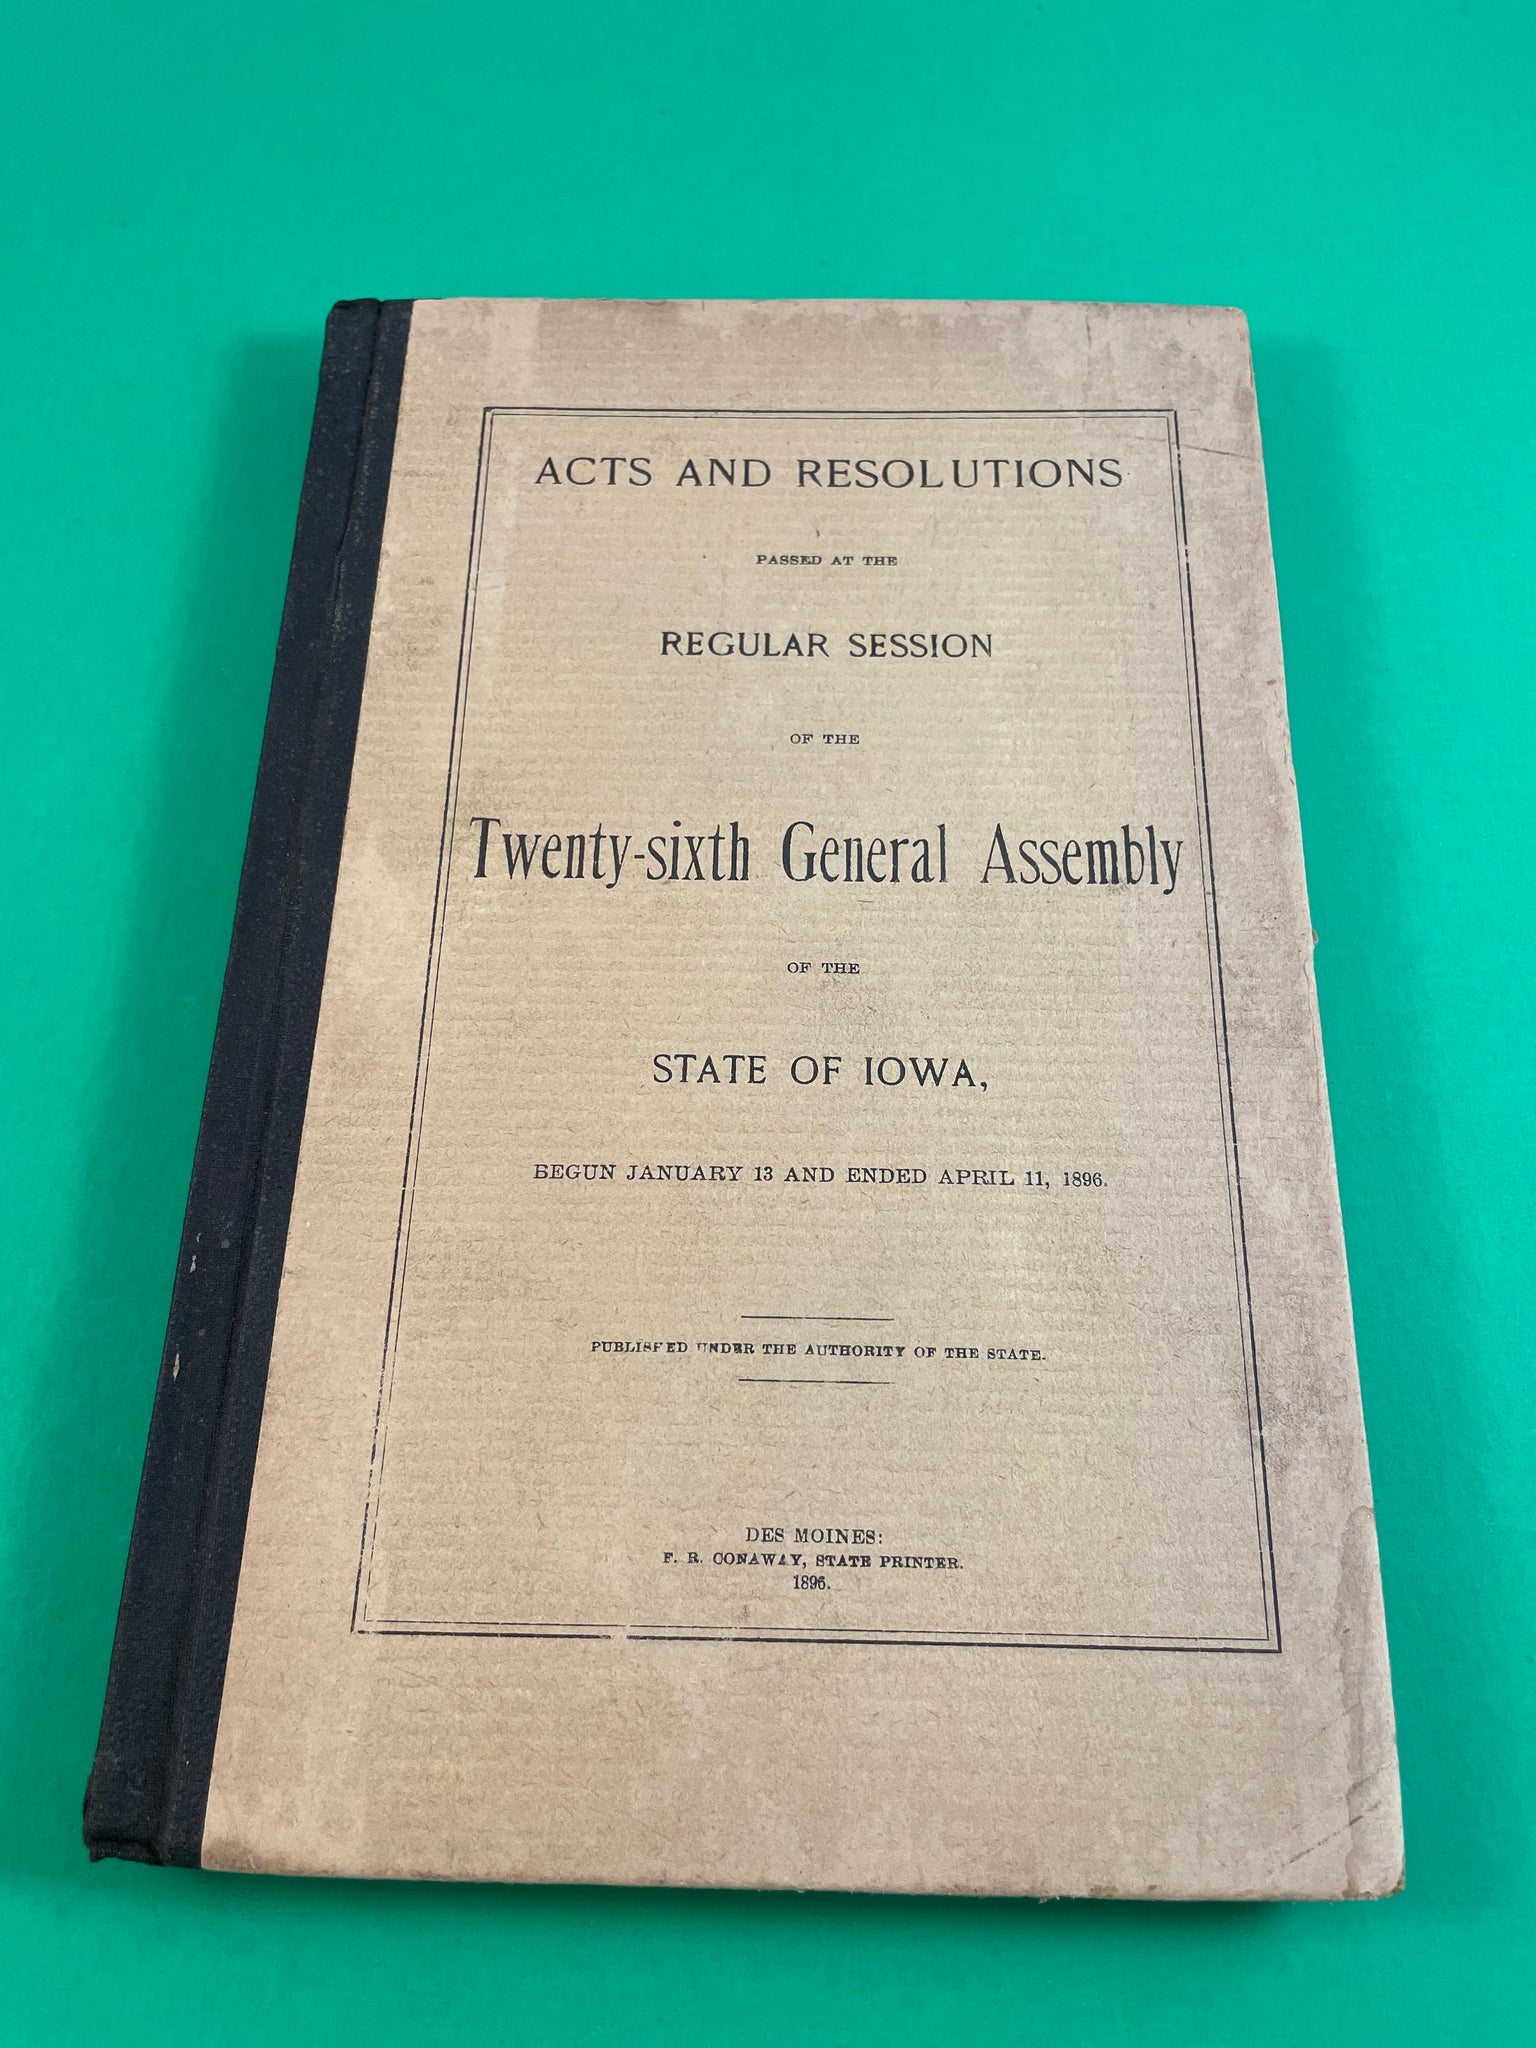 ACTS AND RESOLUTIONS
PASSED AT THE
REGULAR SESSION
OF THE
Twenty-sixth General Assembly
OF THE
STATE OF IOWA,
BEGUN JANUARY 13 AND ENDED APRIL 11, 1896.
PUBLISHED UNDER THE AUTHORITY OF THE STATE.
DES MOINES:
F. R. CONAWAY, STATE PRINTER.
1896.